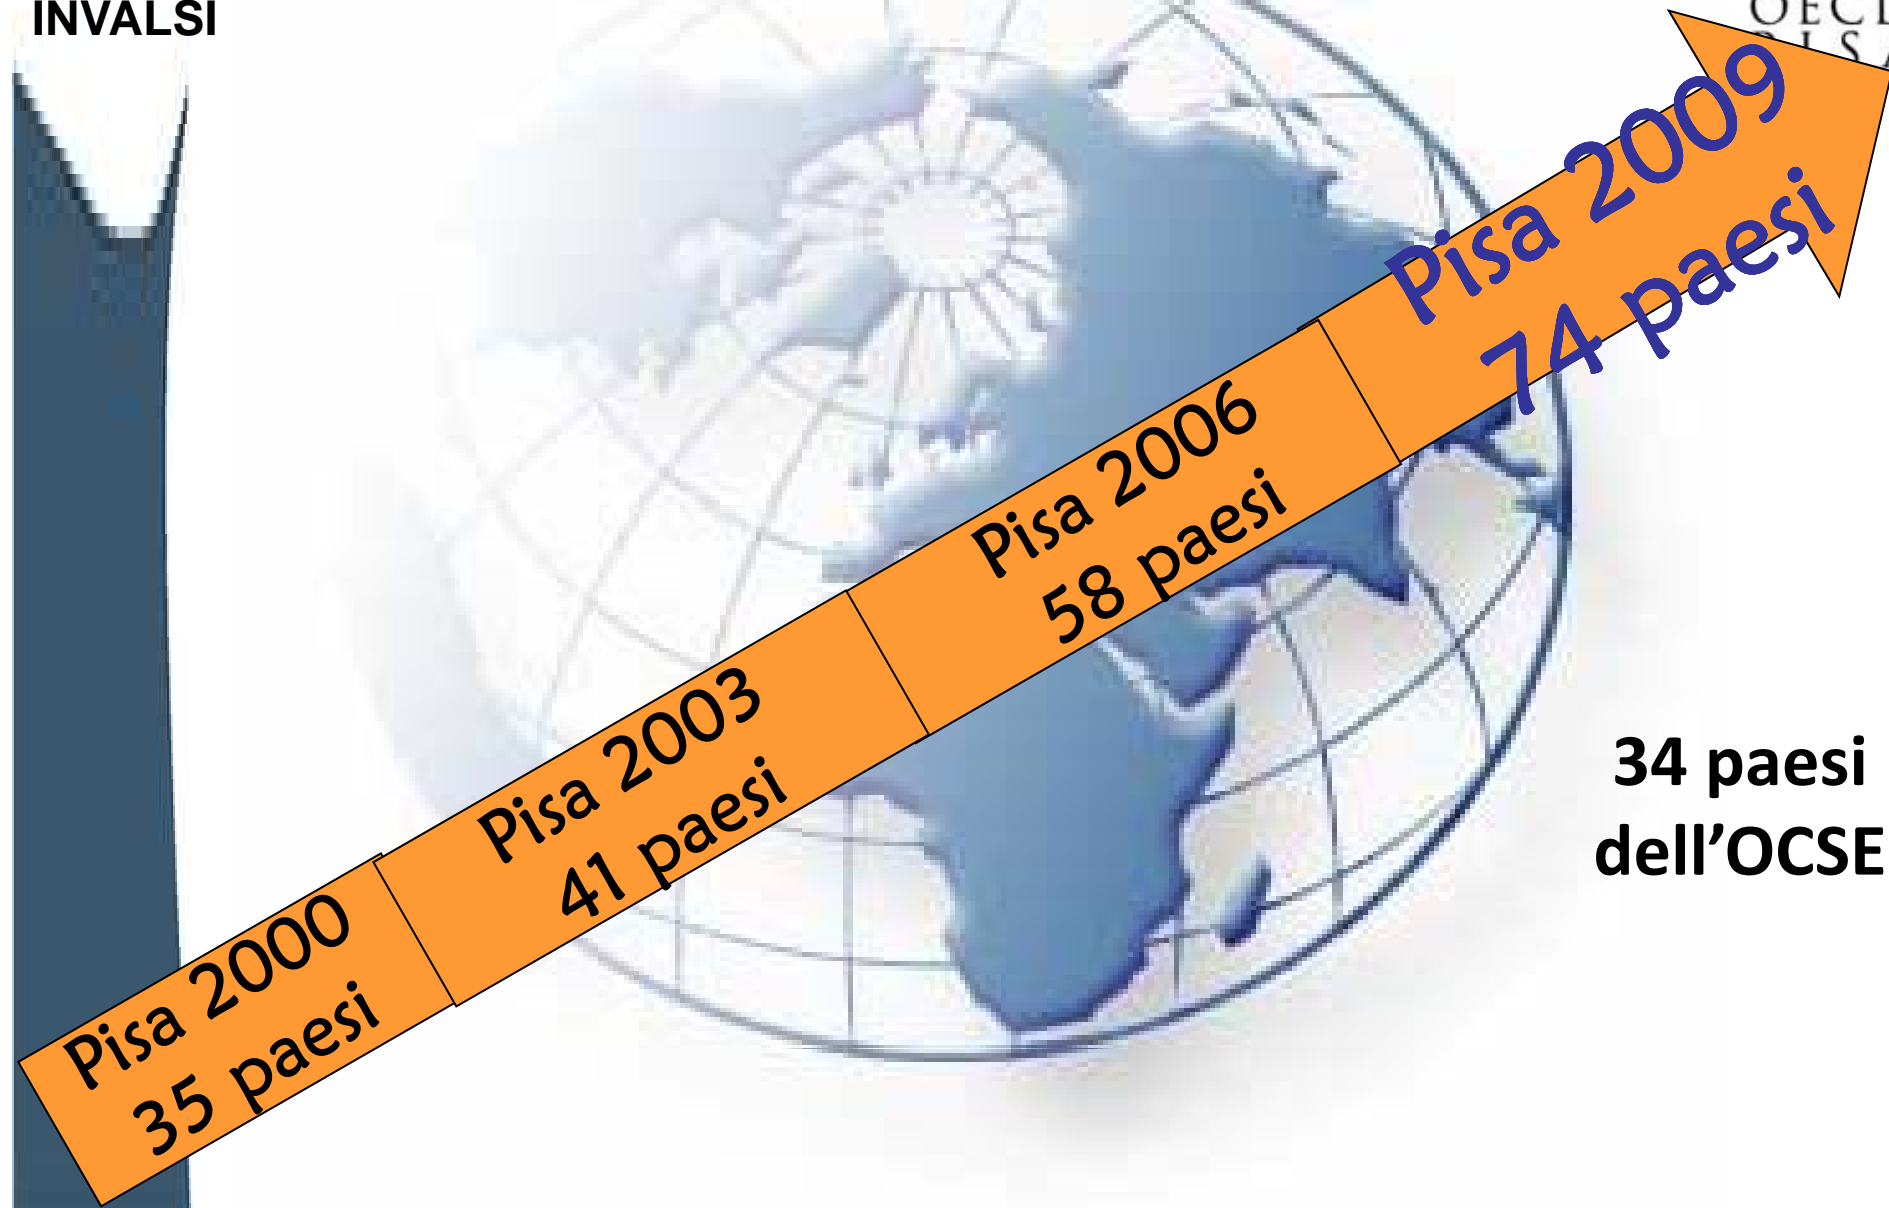 INVALSI
Pisa 2009
74 paesi
Pisa 2006
58 paesi
Pisa 2003
41 paesi
Pisa 2000
35 paesi
34 paesi
dell’OCSE